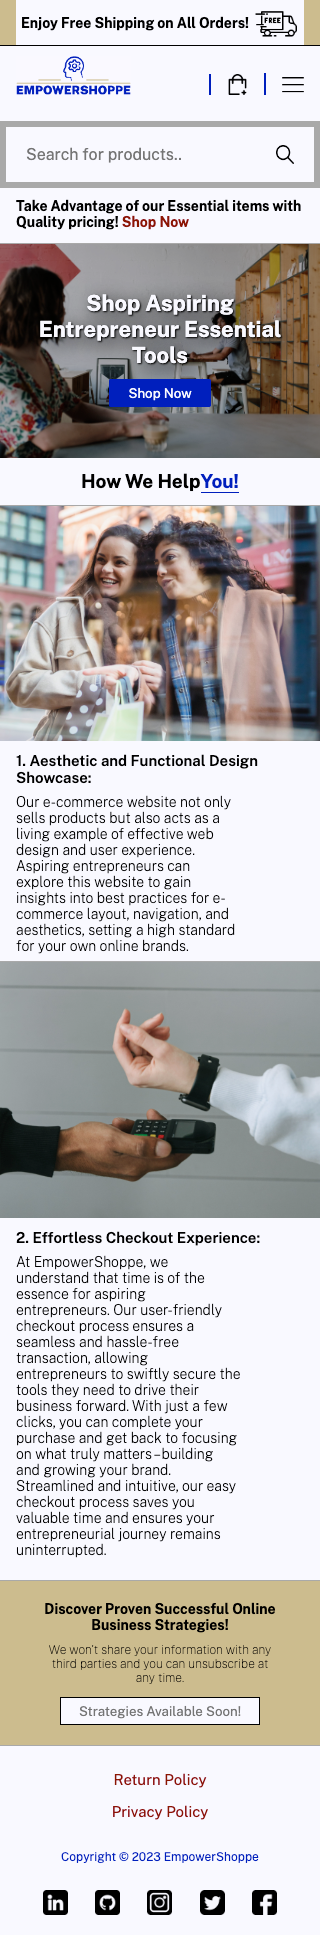 Enjoy Free Shipping on All Orders!
FREE
EMPOWERSHOPPE
Search for products..
Take Advantage of our Essential items with
Quality pricing! Shop Now
Shop Aspiring
Entrepreneur Essential
Tools
Shop Now
How We HelpYou!
1. Aesthetic and Functional Design
Showcase:
Our e-commerce website not only
sells products but also acts as a
living example of effective web
design and user experience.
Aspiring entrepreneurs can
explore this website to gain
insights into best practices for e-
commerce layout, navigation, and
aesthetics, setting a high standard
for your own online brands.
2. Effortless Checkout Experience:
At EmpowerShoppe, we
understand that time is of the
essence for aspiring
entrepreneurs. Our user-friendly
checkout process ensures a
seamless and hassle-free
transaction, allowing
entrepreneurs to swiftly secure the
tools they need to drive their
business forward. With just a few
clicks, you can complete your
purchase and get back to focusing
on what truly matters–building
and growing your brand.
Streamlined and intuitive, our easy
checkout process saves you
valuable time and ensures your
entrepreneurial journey remains
uninterrupted.
Discover Proven Successful Online
Business Strategies!
We won't share your information with any
third parties and you can unsubscribe at
any time.
Strategies Available Soon!
Return Policy
Privacy Policy
Copyright © 2023 EmpowerShoppe